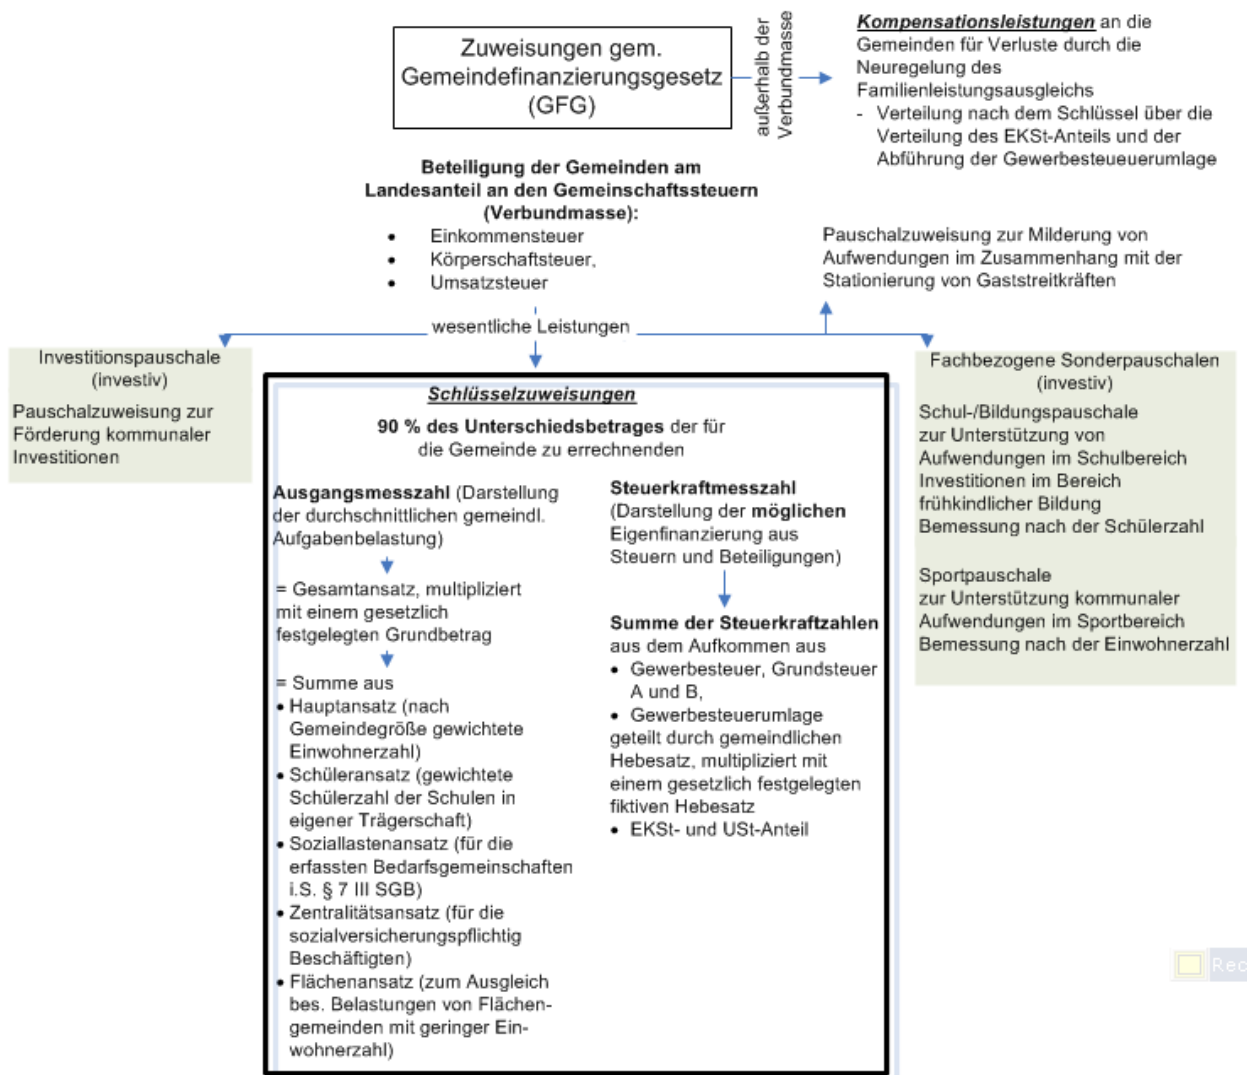 Zuweisungen gem.
Gemeindefinanzierungsgesetz
(GFG)
außerhalb der
Verbundmasse
Kompensationsleistungen an die
Gemeinden für Verluste durch die
Neuregelung des
Familienleistungsausgleichs
- Verteilung nach dem Schlüssel über die
Verteilung des EKSt-Anteils und der
Abführung der Gewerbesteueuerumlage
Beteiligung der Gemeinden am
Landesanteil an den Gemeinschaftssteuern
(Verbundmasse):
• Einkommensteuer
• Körperschaftsteuer,
• Umsatzsteuer
Pauschalzuweisung zur Milderung von
Aufwendungen im Zusammenhang mit der
Stationierung von Gaststreitkräften
wesentliche Leistungen
Investitionspauschale
(investiv)
Pauschalzuweisung zur
Förderung kommunaler
Investitionen
Schlüsselzuweisungen
90 % des Unterschiedsbetrages der für
die Gemeinde zu errechnenden
Ausgangsmesszahl (Darstellung
der durchschnittlichen gemeindl.
Aufgabenbelastung)
= Gesamtansatz, multipliziert
mit einem gesetzlich
festgelegten Grundbetrag
= Summe aus
• Hauptansatz (nach
Gemeindegröße gewichtete
Einwohnerzahl)
• Schüleransatz (gewichtete
Schülerzahl der Schulen in
eigener Trägerschaft)
• Soziallastenansatz (für die
erfassten Bedarfsgemeinschaften
i.S. § 7 III SGB)
• Zentralitätsansatz (für die
sozialversicherungspflichtig
Beschäftigten)
• Flächenansatz (zum Ausgleich
bes. Belastungen von Flächen-
gemeinden mit geringer Ein-
wohnerzahl)
Steuerkraftmesszahl
(Darstellung der möglichen
Eigenfinanzierung aus
Steuern und Beteiligungen)
Summe der Steuerkraftzahlen
aus dem Aufkommen aus
• Gewerbesteuer, Grundsteuer
A und B,
• Gewerbesteuerumlage
geteilt durch gemeindlichen
Hebesatz, multipliziert mit
einem gesetzlich festgelegten
fiktiven Hebesatz
• EKSt- und USt-Anteil
Fachbezogene Sonderpauschalen
(investiv)
Schul-/Bildungspauschale
zur Unterstützung von
Aufwendungen im Schulbereich
Investitionen im Bereich
frühkindlicher Bildung
Bemessung nach der Schülerzahl
Sportpauschale
zur Unterstützung kommunaler
Aufwendungen im Sportbereich
Bemessung nach der Einwohnerzahl
Rec